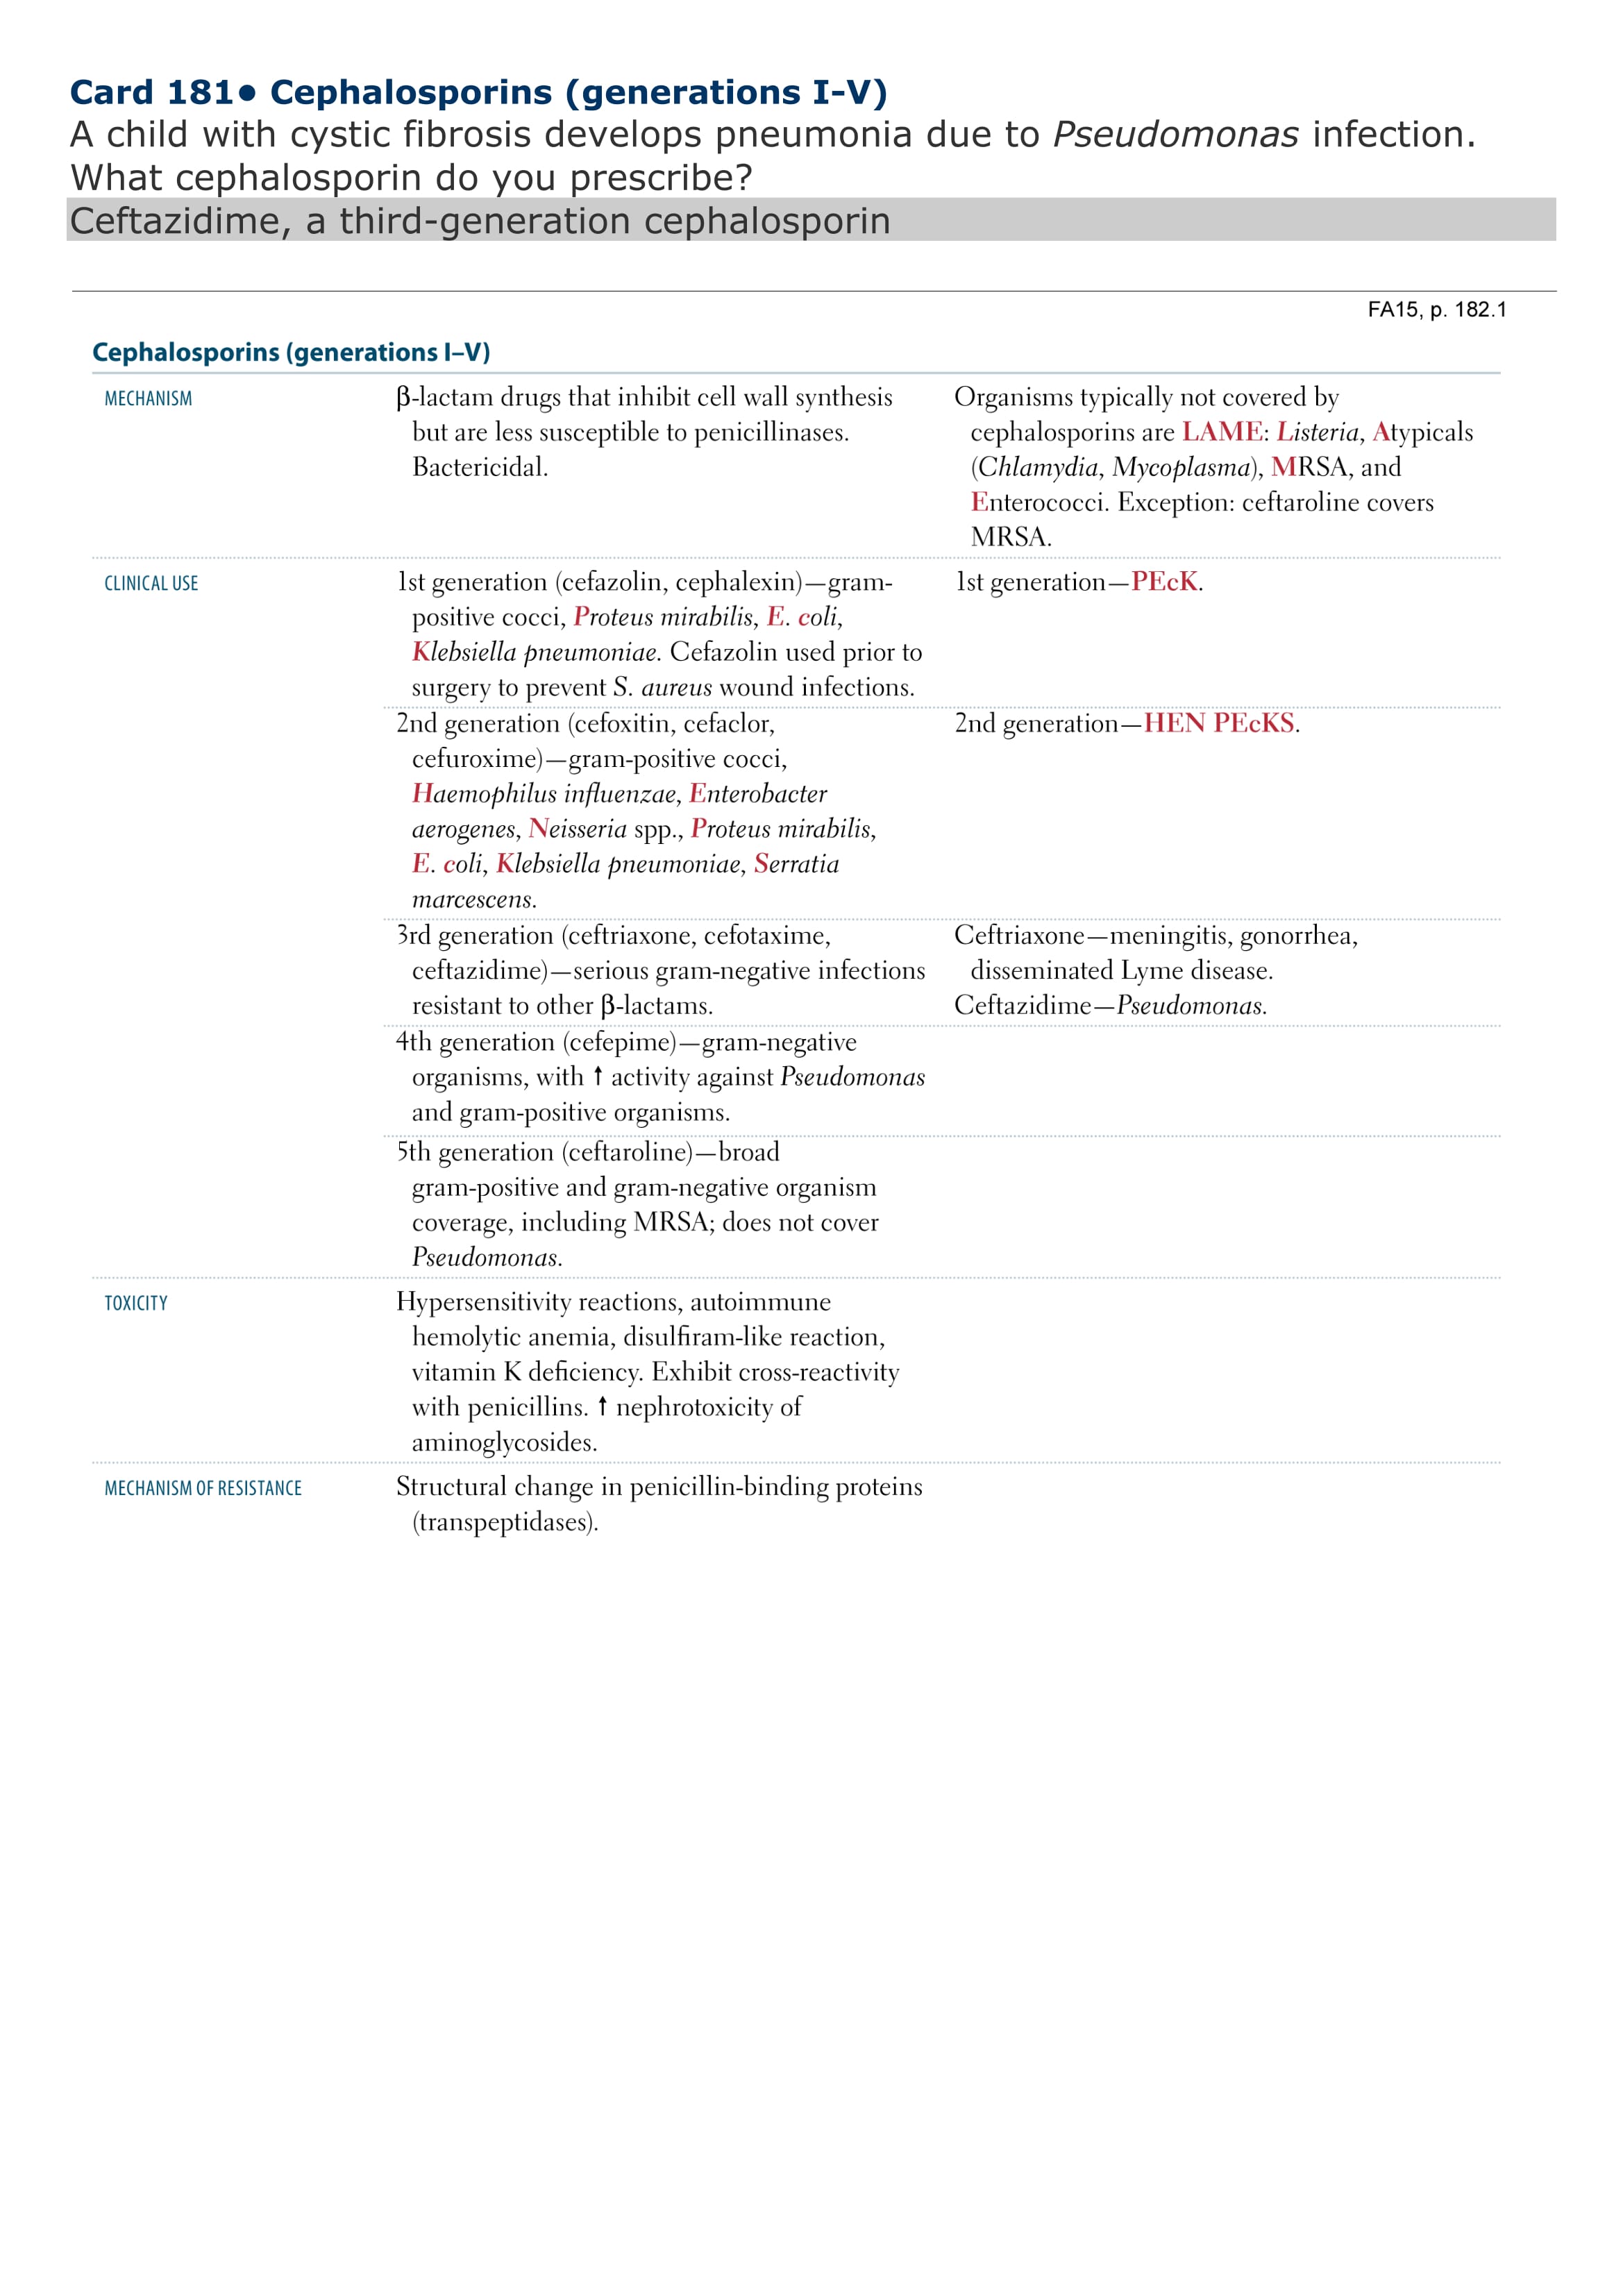 Card 181● Cephalosporins (generations I-V)
A child with cystic fibrosis develops pneumonia due to Pseudomonas infection.
What cephalosporin do you prescribe?
Ceftazidime, a third-generation cephalosporin
FA15, p. 182.1
Cephalosporins (generations I–V)
MECHANISM
β-lactam drugs that inhibit cell wall synthesis
but are less susceptible to penicillinases.
Bactericidal.
Organisms typically not covered by
cephalosporins are LAME: Listeria, Atypicals
(Chlamydia, Mycoplasma), MRSA, and
Enterococci. Exception: ceftaroline covers
MRSA.
CLINICAL USE
1st generation (cefazolin, cephalexin)—gram-
positive cocci, Proteus mirabilis, E. coli,
Klebsiella pneumoniae. Cefazolin used prior to
surgery to prevent S. aureus wound infections.
1st generation—PEcK.
2nd generation (cefoxitin, cefaclor,
cefuroxime)—gram-positive cocci,
Haemophilus influenzae, Enterobacter
aerogenes, Neisseria spp., Proteus mirabilis,
E. coli, Klebsiella pneumoniae, Serratia
marcescens.
2nd generation—HEN PEcKS.
3rd generation (ceftriaxone, cefotaxime,
ceftazidime)—serious gram-negative infections
resistant to other β-lactams.
Ceftriaxone—meningitis, gonorrhea,
disseminated Lyme disease.
Ceftazidime—Pseudomonas.
4th generation (cefepime)—gram-negative
organisms, with ↑ activity against Pseudomonas
and gram-positive organisms.
5th generation (ceftaroline)—broad
gram-positive and gram-negative organism
coverage, including MRSA; does not cover
Pseudomonas.
TOXICITY
Hypersensitivity reactions, autoimmune
hemolytic anemia, disulfiram-like reaction,
vitamin K deficiency. Exhibit cross-reactivity
with penicillins. ↑ nephrotoxicity of
aminoglycosides.
MECHANISM OF RESISTANCE
Structural change in penicillin-binding proteins
(transpeptidases).